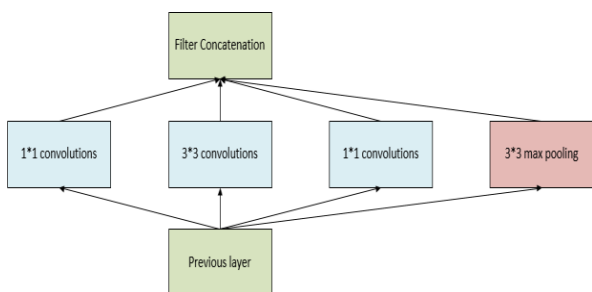 Filter Concatenation
1*1 convolutions
3*3 convolutions
1*1 convolutions
3*3 max pooling
Previous layer